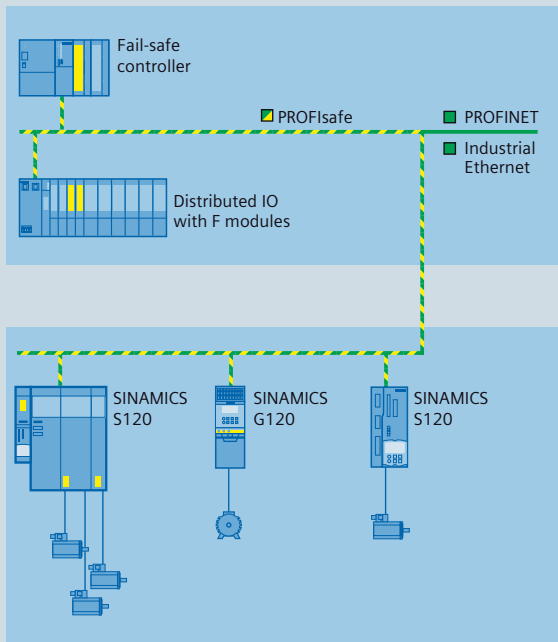 Fail-safe
controller
PROFIsafe
PROFINET
Industrial
Ethernet
Distributed IO
with F modules
SINAMICS
S120
SINAMICS
G120
SINAMICS
S120